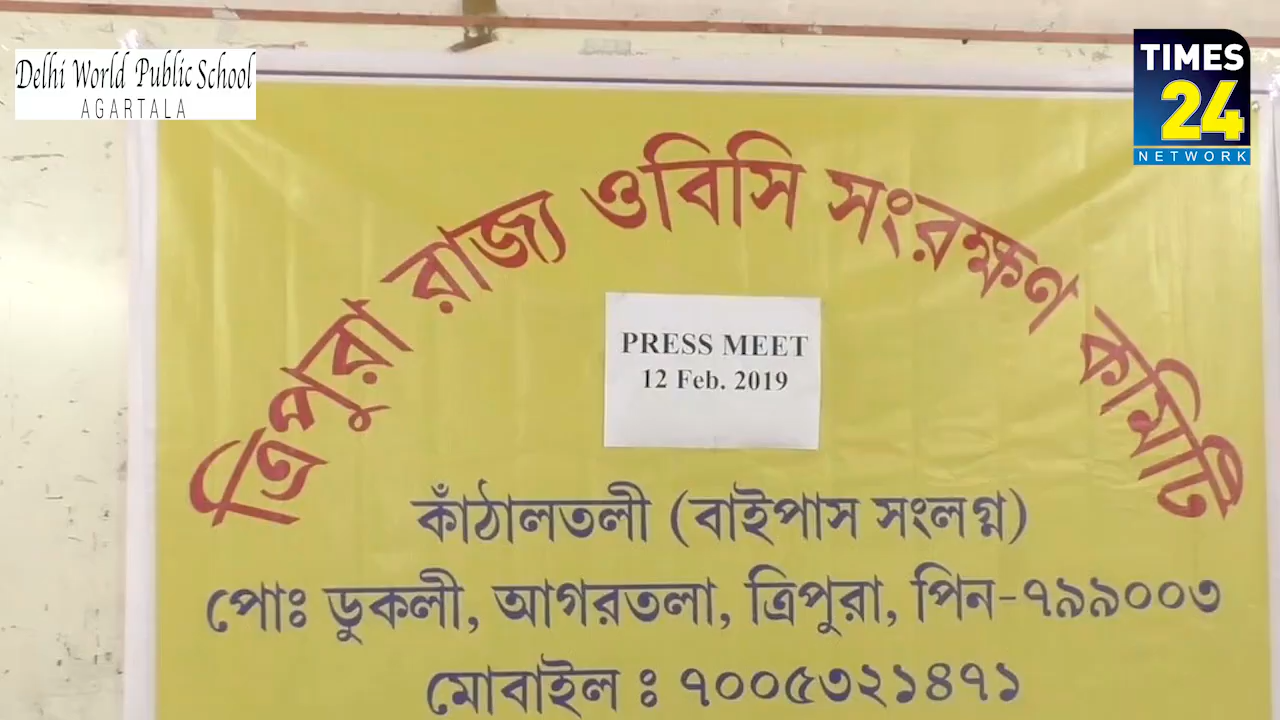 Delhi World Public School
AGARTALA
TIMES
24
NETWORK
ত্রিপুরা রাজ্য ওবিসি সংরক্ষণ কমিটি
PRESS MEET
12 Feb. 2019
কাঁঠালতলী (বাইপাস সংলগ্ন)
পোঃ ডুকলী, আগরতলা, ত্রিপুরা, পিন-৭৯৯০০৩
মোবাইল : ৭০০৫৩২১৪৭১